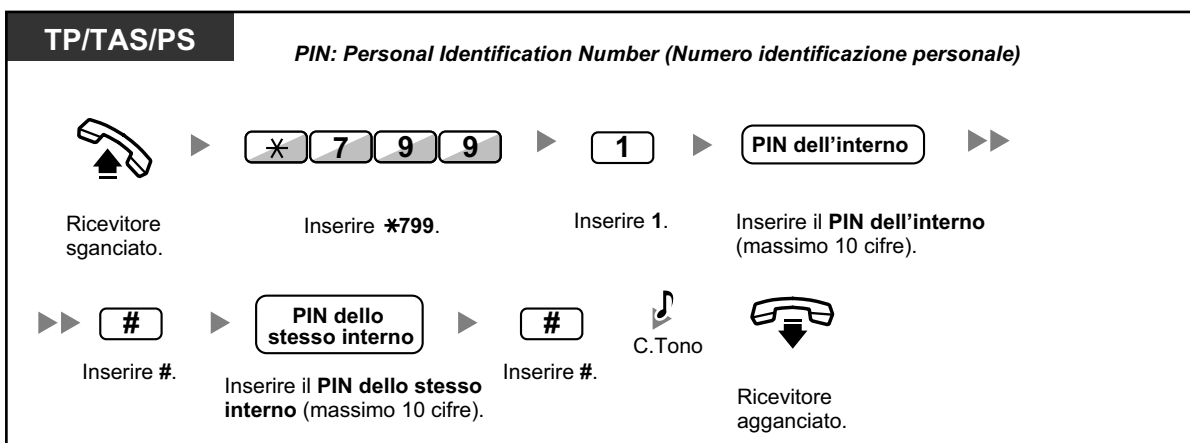 TP/TAS/PS
PIN: Personal Identification Number (Numero identificazione personale)
* 7 9 9
1
PIN dell'interno
Ricevitore
sganciato.
Inserire *799.
Inserire 1.
Inserire il PIN dell'interno
(massimo 10 cifre).
#
PIN dello
stesso interno
#
C.Tono
Inserire #.
Inserire il PIN dello stesso
interno (massimo 10 cifre).
Inserire #.
Ricevitore
agganciato.